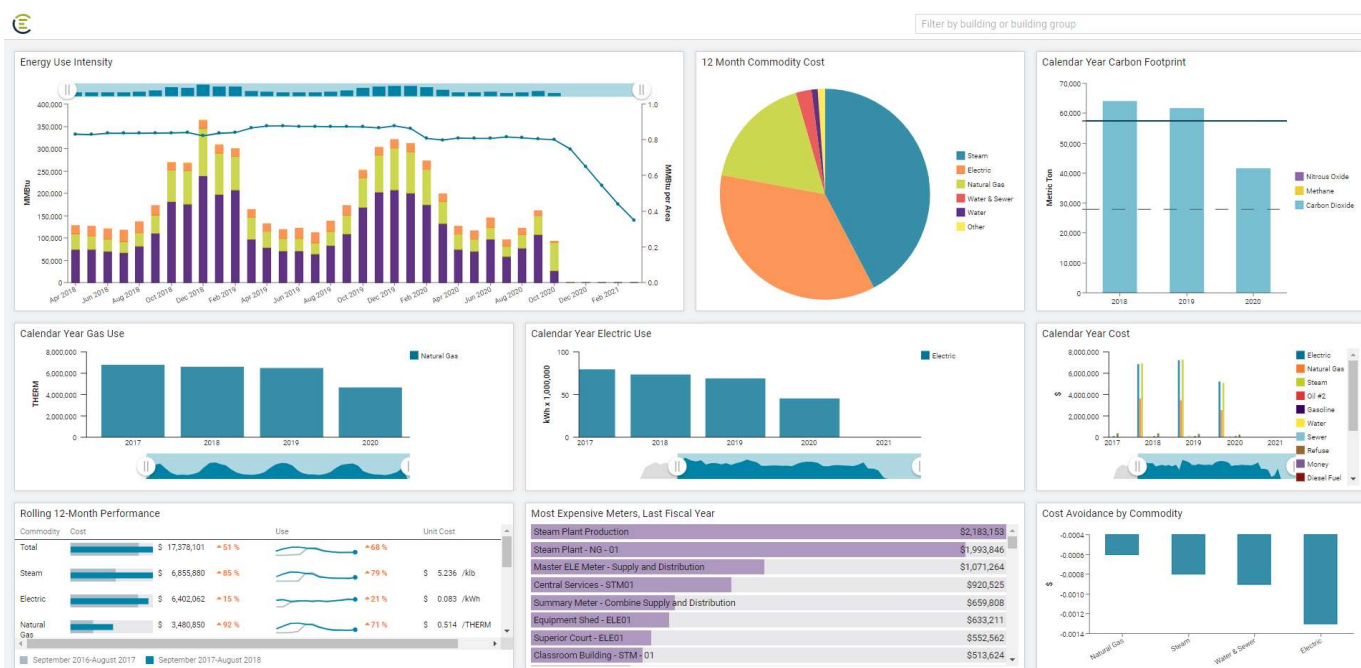 Filter by building or building group
Energy Use Intensity
400,000
350,000
300,000
250,000
200,000
150,000
100,000
50,000
0
MMBtu
1.0
0.8
0.6
0.4
0.2
0.0
MMBtu per Area
Apr 2018
Jun 2018
Aug 2018
Oct 2018
Dec 2018
Feb 2019
Apr 2019
Jun 2019
Aug 2019
Oct 2019
Dec 2019
Feb 2020
Apr 2020
Jun 2020
Aug 2020
Oct 2020
Dec 2020
Feb 2021
12 Month Commodity Cost
Steam
Electric
Natural Gas
Water & Sewer
Water
Other
Calendar Year Carbon Footprint
70,000
60,000
50,000
40,000
30,000
20,000
10,000
0
Metric Ton
2018
2019
2020
Nitrous Oxide
Methane
Carbon Dioxide
Calendar Year Gas Use
8,000,000
6,000,000
4,000,000
2,000,000
0
THERM
2017
2018
2019
2020
Natural Gas
Calendar Year Electric Use
100
50
0
kWh x 1,000,000
2017
2018
2019
2020
2021
Electric
Calendar Year Cost
8,000,000
6,000,000
4,000,000
2,000,000
0
$
2017
2018
2019
2020
2021
Electric
Natural Gas
Steam
Oil #2
Gasoline
Water
Sewer
Refuse
Money
Diesel Fuel
Rolling 12-Month Performance
Commodity Cost Use Unit Cost
Total $ 17,378,101 51 % 68 %
Steam $ 6,855,880 85 % 79 % $ 5.236 /klb
Electric $ 6,402,062 15 % 21 % $ 0.083 /kWh
Natural Gas $ 3,480,850 92 % 71 % $ 0.514 /THERM
September 2016-August 2017 September 2017-August 2018
Most Expensive Meters, Last Fiscal Year
Steam Plant Production $2,183,153
Steam Plant - NG - 01 $1,993,846
Master ELE Meter - Supply and Distribution $1,071,264
Central Services - STM01 $920,525
Summary Meter - Combine Supply and Distribution $659,808
Equipment Shed - ELE01 $633,211
Superior Court - ELE01 $552,562
Classroom Building - STM - 01 $513,624
Cost Avoidance by Commodity
-0.0004
-0.0006
-0.0008
-0.0010
-0.0012
-0.0014
$
Natural Gas
Steam
Water & Sewer
Electric